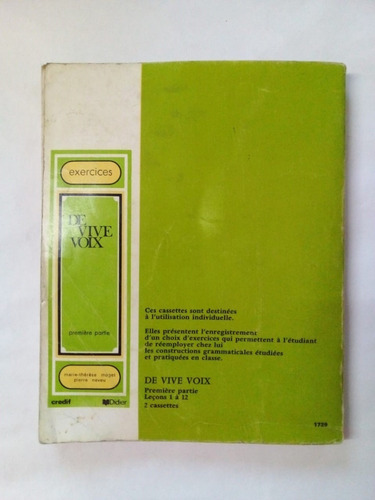 exercices
DE
VIVE
VOIX
première partie
marie-thérèse moget
pierre neveu
credif
Didier
Ces cassettes sont destinées
à l'utilisation individuelle.
Elles présentent l'enregistrement
d'un choix d'exercices qui permettent à l'étudiant
de réemployer chez lui
les constructions grammaticales étudiées
et pratiquées en classe.
DE VIVE VOIX
Première partie
Leçons 1 à 12
2 cassettes
1759